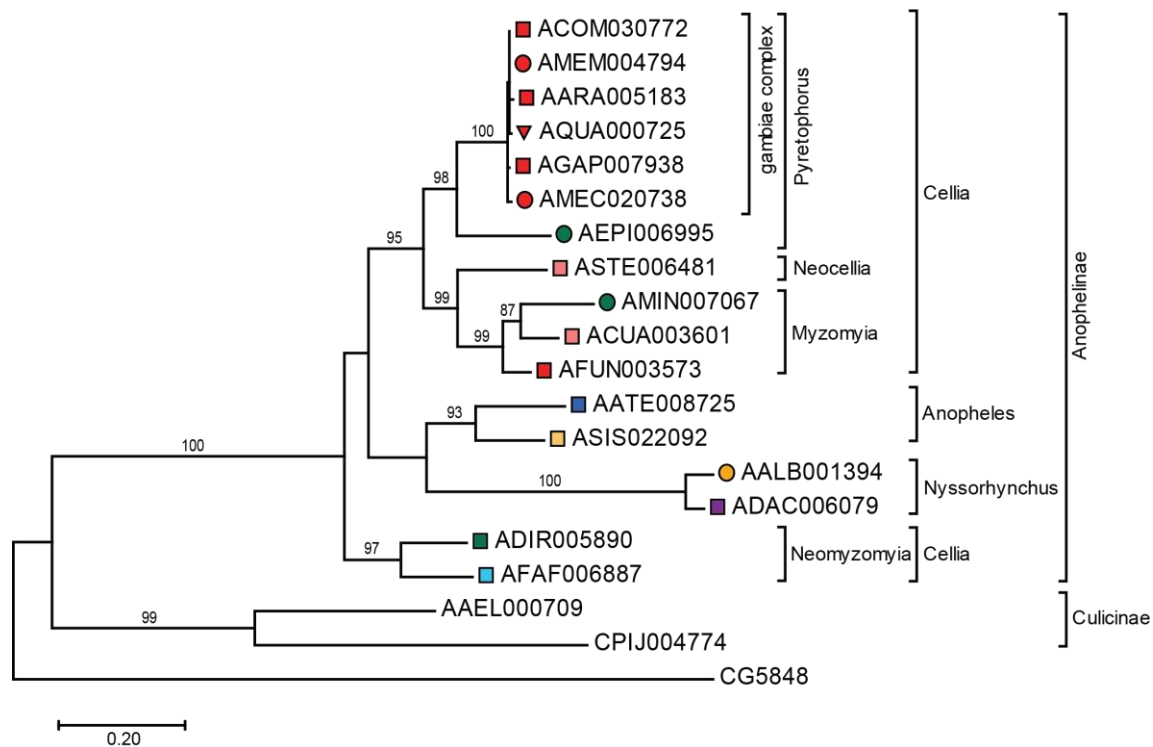 ACOM030772
AMEM004794
AARA005183
AQUA000725
AGAP007938
AMEC020738
AEPI006995
ASTE006481
AMIN007067
ACUA003601
AFUN003573
AATE008725
ASIS022092
AALB001394
ADAC006079
ADIR005890
AFAF006887
AAEL000709
CPIJ004774
CG5848
100
98
95
99
87
99
93
100
100
97
99
gambiae complex
Pyretophorus
Neocellia
Myzomyia
Neomyzomyia
Cellia
Anopheles
Nyssorhynchus
Cellia
Anophelinae
Culicinae
0.20